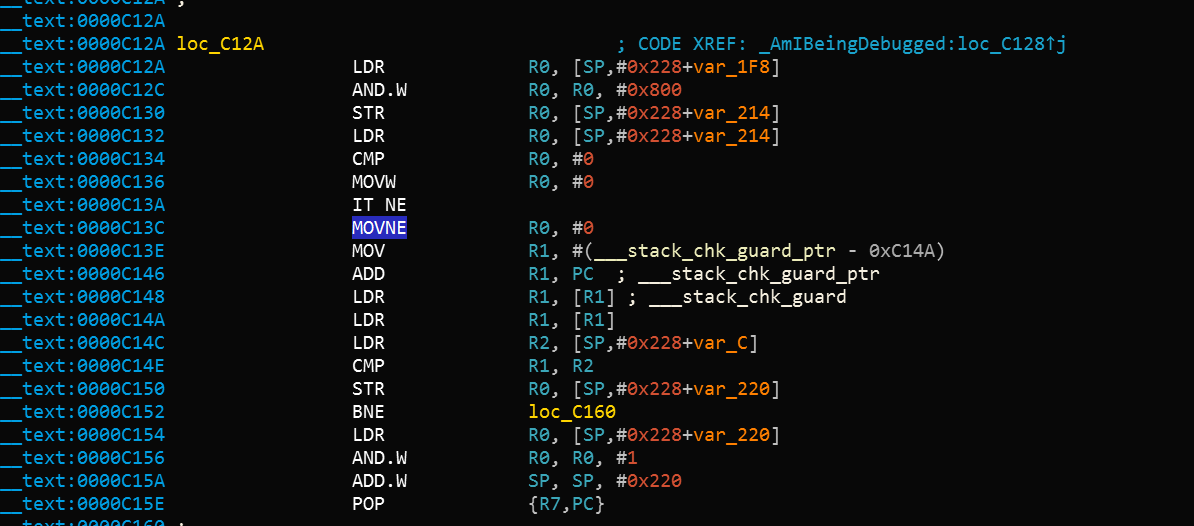 __text:0000C12A ;
__text:0000C12A
__text:0000C12A loc_C12A ; CODE XREF: _AmIBeingDebugged:loc_C128↑j
__text:0000C12A LDR R0, [SP,#0x228+var_1F8]
__text:0000C12C AND.W R0, R0, #0x800
__text:0000C130 STR R0, [SP,#0x228+var_214]
__text:0000C132 LDR R0, [SP,#0x228+var_214]
__text:0000C134 CMP R0, #0
__text:0000C136 MOVW R0, #0
__text:0000C13A IT NE
__text:0000C13C MOVNE R0, #0
__text:0000C13E MOV R1, #(___stack_chk_guard_ptr - 0xC14A)
__text:0000C146 ADD R1, PC ; ___stack_chk_guard_ptr
__text:0000C148 LDR R1, [R1] ; ___stack_chk_guard
__text:0000C14A LDR R1, [R1]
__text:0000C14C LDR R2, [SP,#0x228+var_C]
__text:0000C14E CMP R1, R2
__text:0000C150 STR R0, [SP,#0x228+var_220]
__text:0000C152 BNE loc_C160
__text:0000C154 LDR R0, [SP,#0x228+var_220]
__text:0000C156 AND.W R0, R0, #1
__text:0000C15A ADD.W SP, SP, #0x220
__text:0000C15E POP {R7,PC}
__text:0000C160 ;